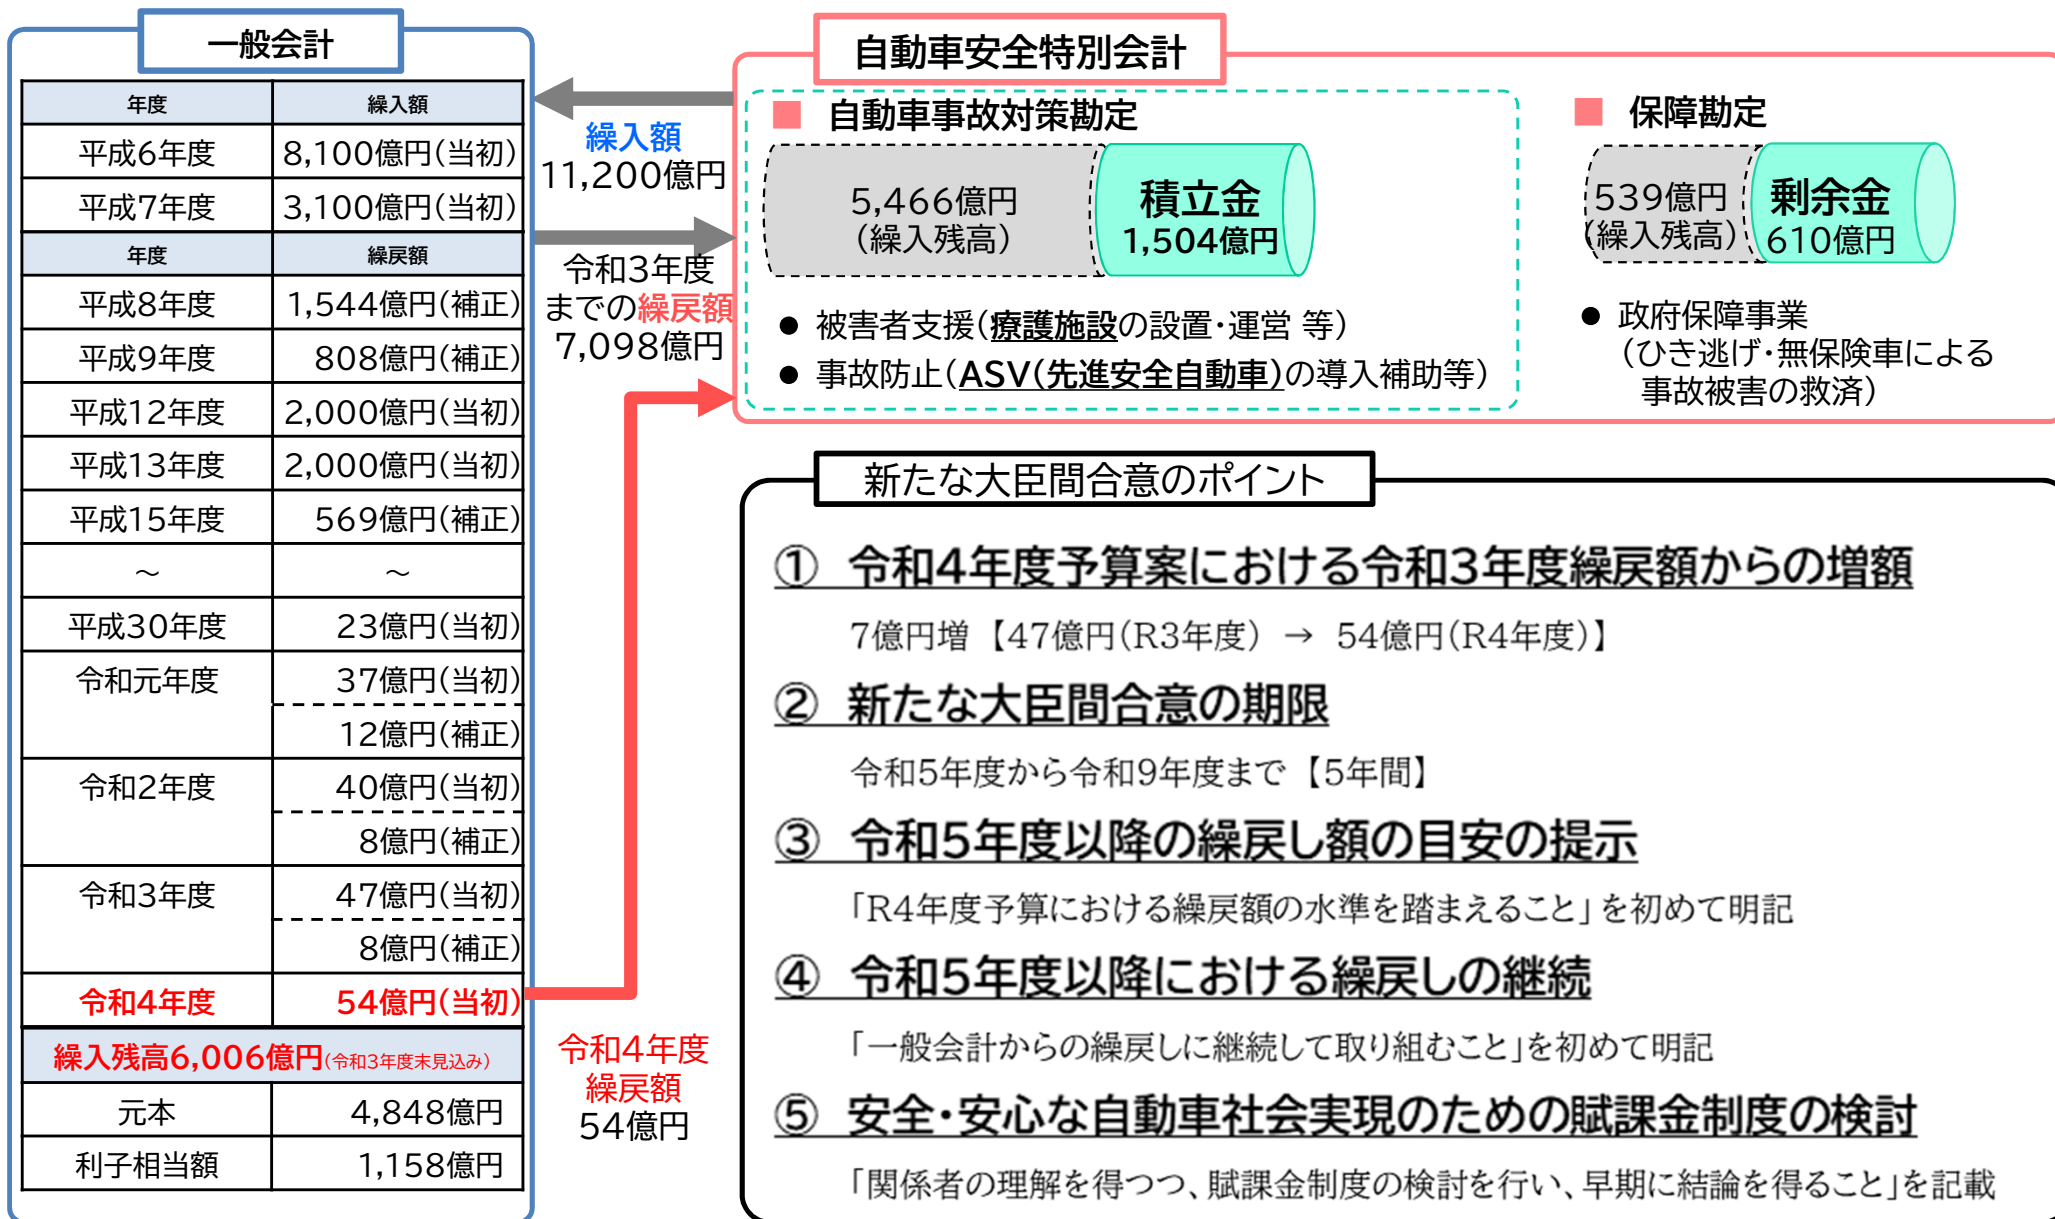 一般会計
年度 繰入額
平成6年度 8,100億円(当初)
平成7年度 3,100億円(当初)
年度 繰戻額
平成8年度 1,544億円(補正)
平成9年度 808億円(補正)
平成12年度 2,000億円(当初)
平成13年度 2,000億円(当初)
平成15年度 569億円(補正)
～ ～
平成30年度 23億円(当初)
令和元年度 37億円(当初)
12億円(補正)
令和2年度 40億円(当初)
8億円(補正)
令和3年度 47億円(当初)
8億円(補正)
令和4年度 54億円(当初)
繰入残高6,006億円(令和3年度末見込み)
元本 4,848億円
利子相当額 1,158億円
繰入額
11,200億円
令和3年度
までの繰戻額
7,098億円
令和4年度
繰戻額
54億円
自動車安全特別会計
■ 自動車事故対策勘定
5,466億円
(繰入残高)
積立金
1,504億円
● 被害者支援(療護施設の設置・運営 等)
● 事故防止(ASV(先進安全自動車)の導入補助等)
■ 保障勘定
539億円
(繰入残高)
剰余金
610億円
● 政府保障事業
(ひき逃げ・無保険車による
事故被害の救済)
新たな大臣間合意のポイント
① 令和4年度予算案における令和3年度繰戻額からの増額
7億円増【47億円(R3年度) → 54億円(R4年度)】
② 新たな大臣間合意の期限
令和5年度から令和9年度まで【5年間】
③ 令和5年度以降の繰戻し額の目安の提示
「R4年度予算における繰戻額の水準を踏まえること」を初めて明記
④ 令和5年度以降における繰戻しの継続
「一般会計からの繰戻しに継続して取り組むこと」を初めて明記
⑤ 安全・安心な自動車社会実現のための賦課金制度の検討
「関係者の理解を得つつ、賦課金制度の検討を行い、早期に結論を得ること」を記載